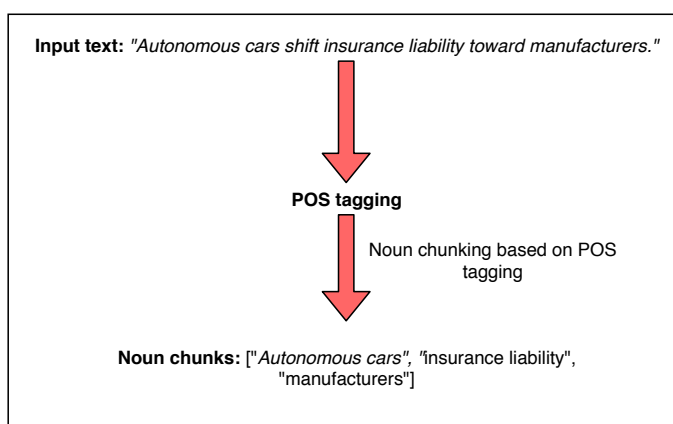 Input text: "Autonomous cars shift insurance liability toward manufacturers."
POS tagging
Noun chunking based on POS
tagging
Noun chunks: ["Autonomous cars", "insurance liability",
"manufacturers"]